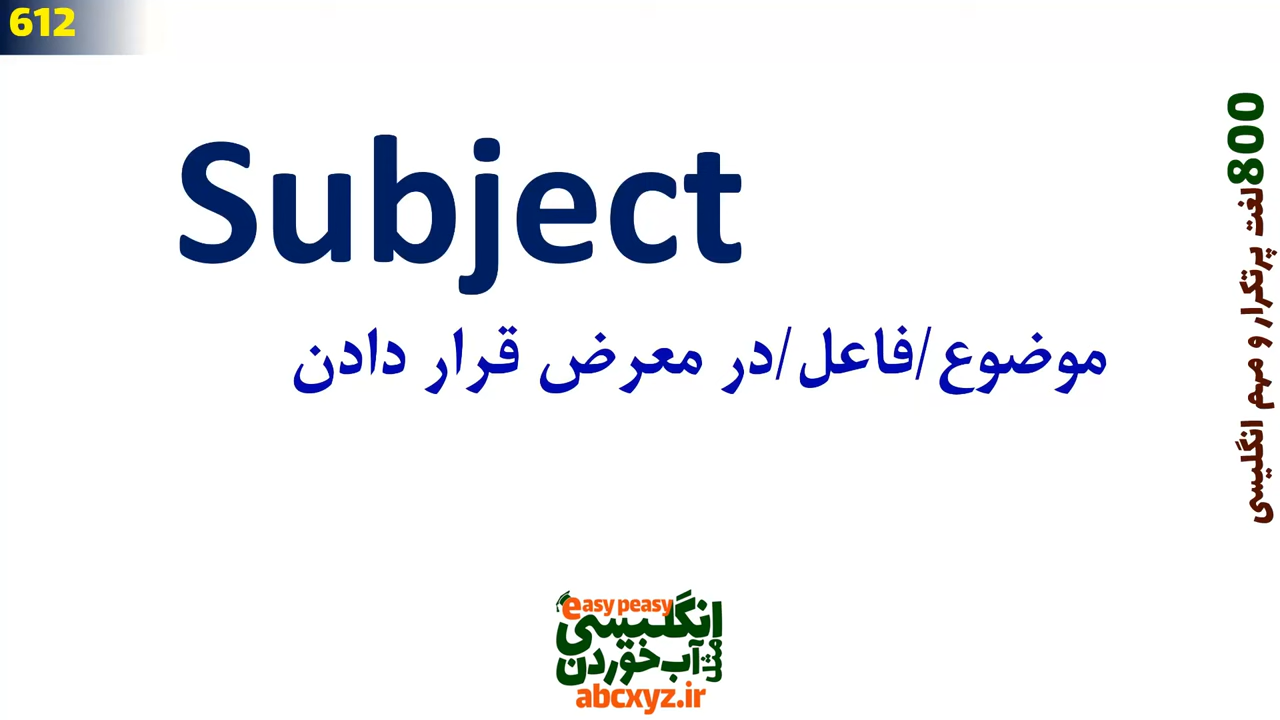 612
Subject
موضوع/فاعل/در معرض قرار دادن
800 لغت پرتکرار و مهم انگلیسی
easy peasy
انگلیسی
مثل آب خوردن
abcxyz.ir